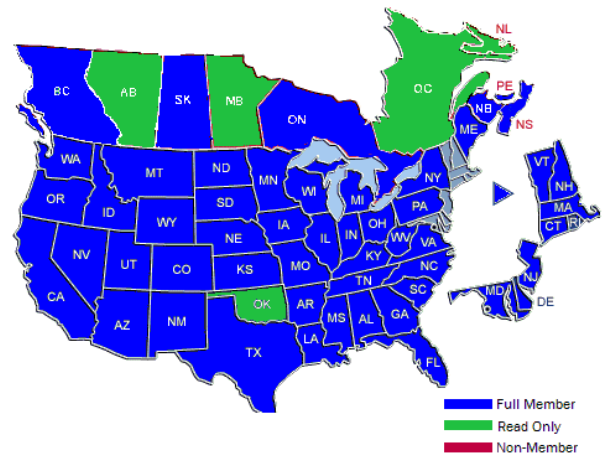 NL
BC
AB
SK
MB
ON
OC
PE
NB
NS
ME
WA
MT
ND
MN
WI
MI
NY
VT
NH
MA
CT
RI
OR
ID
WY
SD
IA
IL
IN
OH
PA
NV
UT
CO
NE
KS
MO
KY
WV
VA
NJ
MD
DE
CA
AZ
NM
OK
AR
TN
NC
SC
TX
LA
MS
AL
GA
FL
Full Member
Read Only
Non-Member